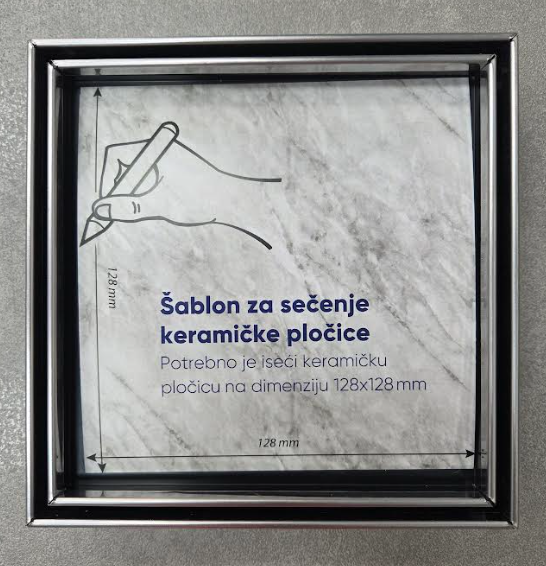 128 mm
Šablon za sečenje
keramičke pločice
Potrebno je iseći keramičku
pločicu na dimenziju 128x128 mm
128 mm